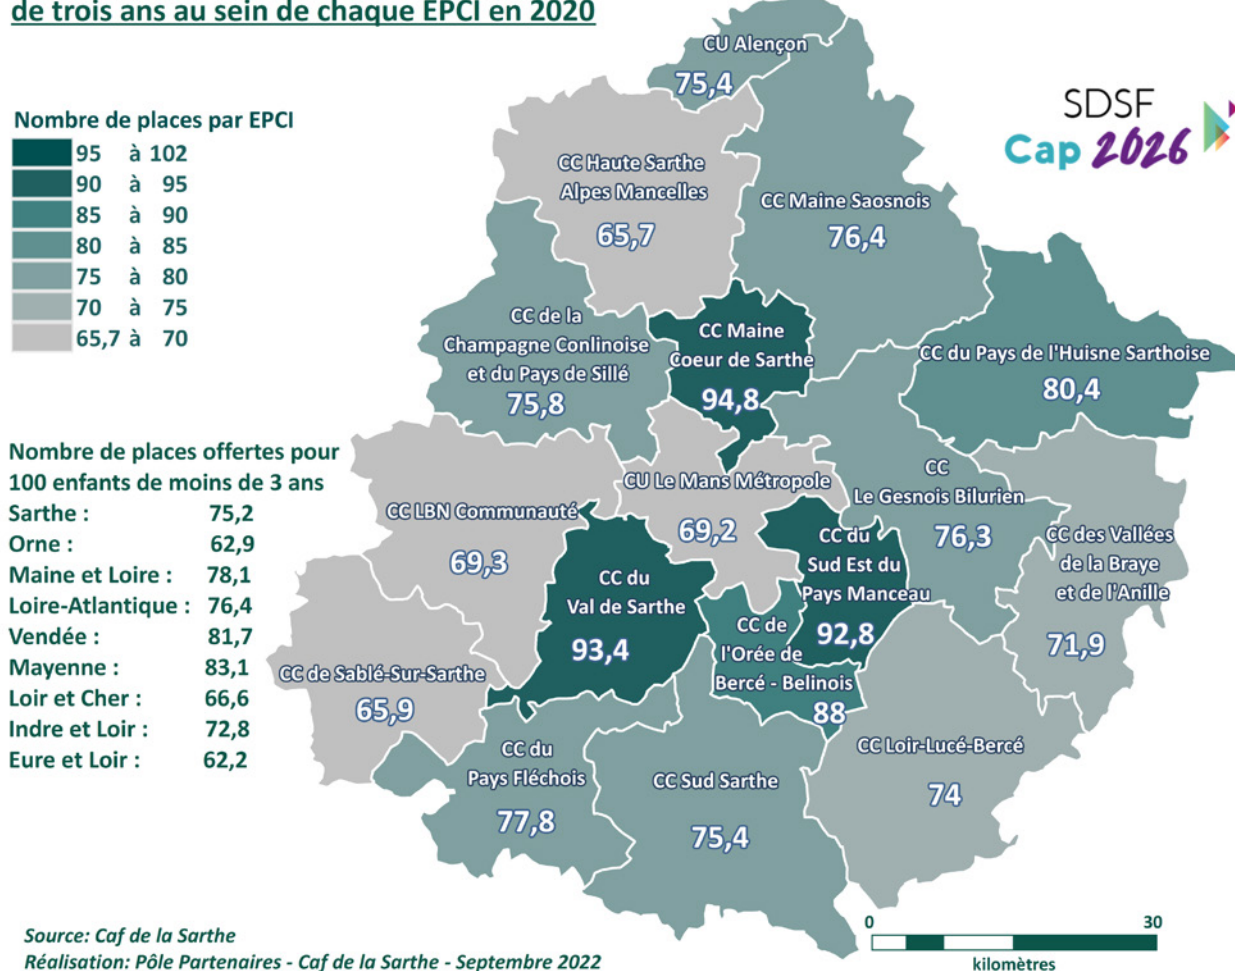 de trois ans au sein de chaque EPCI en 2020
Nombre de places par EPCI
95 à 102
90 à 95
85 à 90
80 à 85
75 à 80
70 à 75
65,7 à 70
SDSF
Cap 2026
CU Alençon
75,4
CC Haute Sarthe
Alpes Mancelles
65,7
CC Maine Saosnois
76,4
CC de la
Champagne Conlinoise
et du Pays de Sillé
75,8
CC Maine
Coeur de Sarthe
94,8
CC du Pays de l'Huisne Sarthoise
80,4
Nombre de places offertes pour
100 enfants de moins de 3 ans
Sarthe : 75,2
Orne : 62,9
Maine et Loire : 78,1
Loire-Atlantique : 76,4
Vendée : 81,7
Mayenne : 83,1
Loir et Cher : 66,6
Indre et Loir : 72,8
Eure et Loir : 62,2
CC LBN Communauté
69,3
CU Le Mans Métropole
69,2
CC
Le Gesnois Bilurien
76,3
CC des Vallées
de la Braye
et de l'Anille
71,9
CC du
Val de Sarthe
93,4
CC du
Sud Est du
Pays Manceau
92,8
CC de
l'Orée de
Bercé - Belinois
88
CC de Sablé-Sur-Sarthe
65,9
CC du
Pays Fléchois
77,8
CC Sud Sarthe
75,4
CC Loir-Lucé-Bercé
74
0 30
kilomètres
Source: Caf de la Sarthe
Réalisation: Pôle Partenaires - Caf de la Sarthe - Septembre 2022